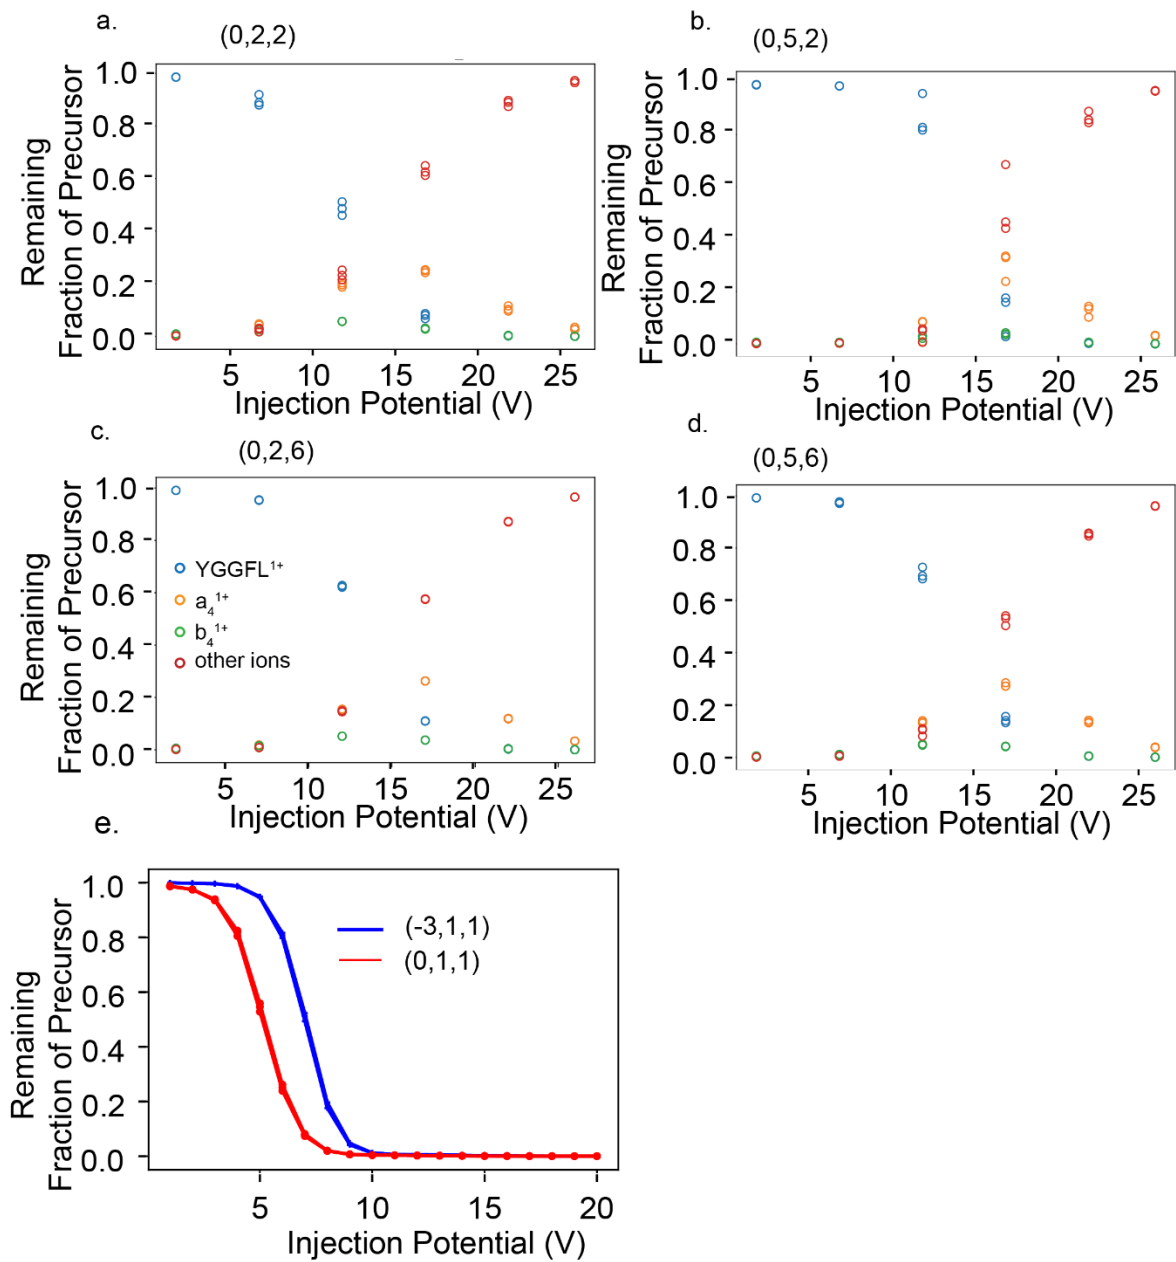 a.
(0,2,2)
Remaining
Fraction of Precursor
1.0
0.8
0.6
0.4
0.2
0.0
5 10 15 20 25
Injection Potential (V)
b.
(0,5,2)
Remaining
Fraction of Precursor
1.0
0.8
0.6
0.4
0.2
0.0
5 10 15 20 25
Injection Potential (V)
c.
(0,2,6)
Remaining
Fraction of Precursor
1.0
0.8
0.6
0.4
0.2
0.0
YGGFL¹⁺
a₄¹⁺
b₄¹⁺
other ions
5 10 15 20 25
Injection Potential (V)
d.
(0,5,6)
1.0
0.8
0.6
0.4
0.2
0.0
5 10 15 20 25
Injection Potential (V)
e.
Remaining
Fraction of Precursor
1.0
0.8
0.6
0.4
0.2
0.0
(-3,1,1)
(0,1,1)
5 10 15 20
Injection Potential (V)